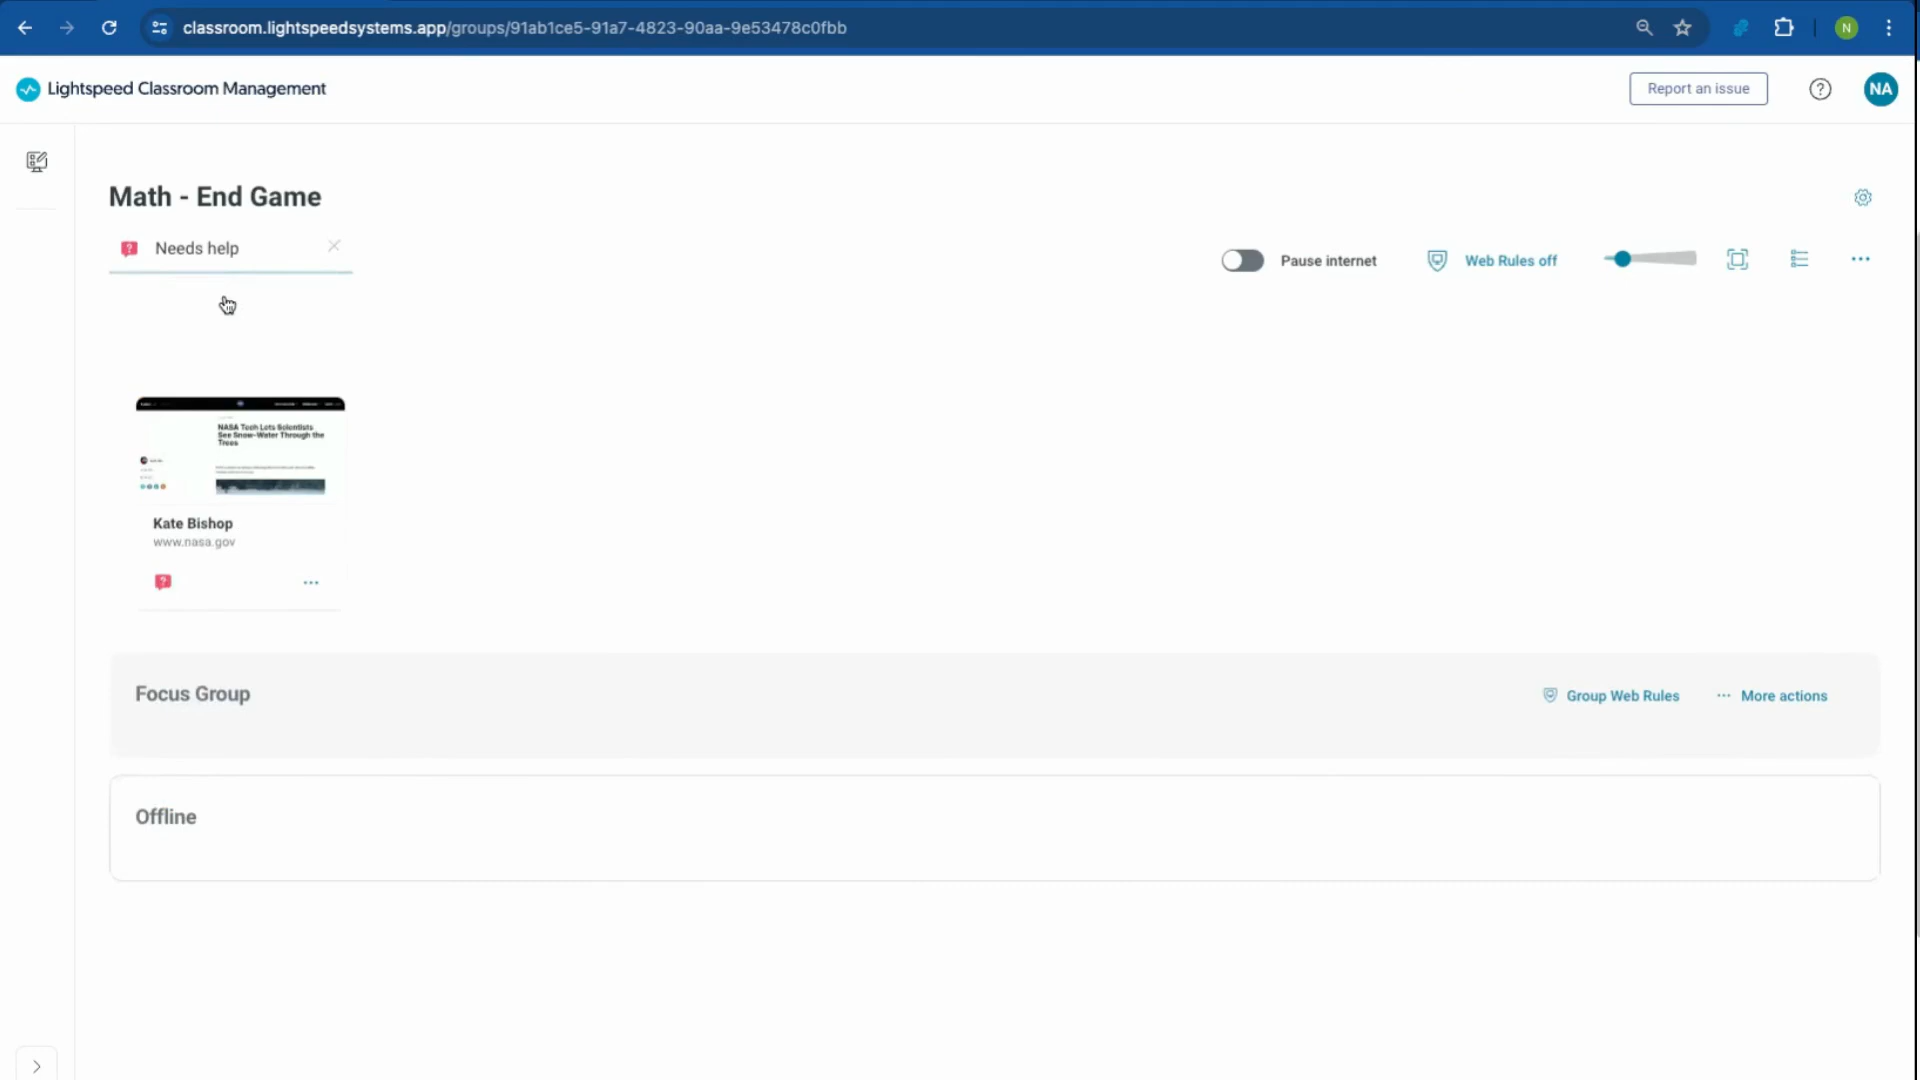 classroom.lightspeedsystems.app/groups/91ab1ce5-91a7-4823-90aa-9e53478c0fbb
N
Lightspeed Classroom Management
Report an issue
?
NA
Math - End Game
? Needs help
Pause internet
Web Rules off
NASA Tech Lets Scientists
See Snow-Water Through the
Trees
Kate Bishop
www.nasa.gov
?
Focus Group
Group Web Rules
More actions
Offline